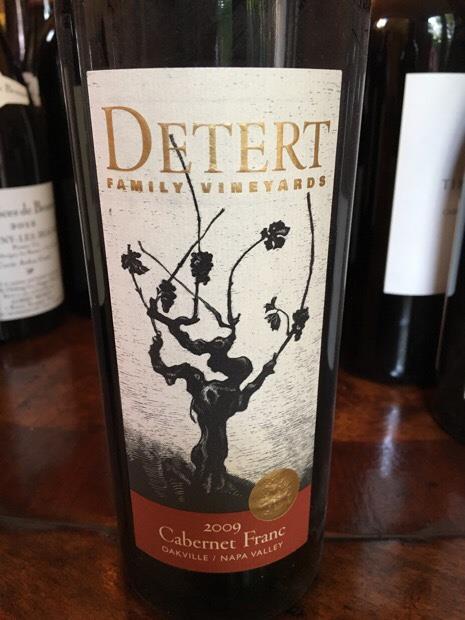 DETERT
FAMILY VINEYARDS
2009
Cabernet Franc
OAKVILLE / NAPA VALLEY